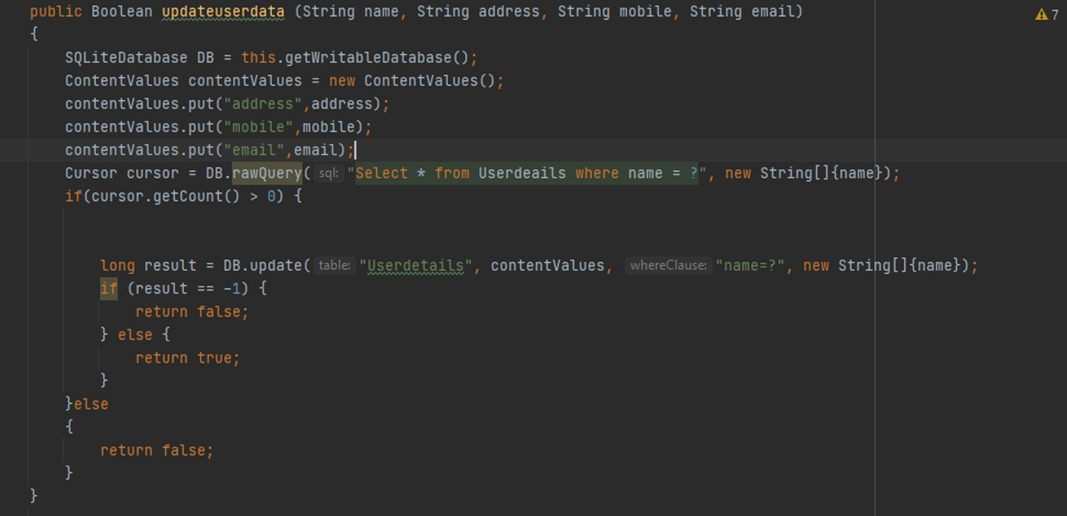 public Boolean updateuserdata (String name, String address, String mobile, String email)
7
{
SQLiteDatabase DB = this.getWritableDatabase();
ContentValues contentValues = new ContentValues();
contentValues.put("address",address);
contentValues.put("mobile",mobile);
contentValues.put("email",email);
Cursor cursor = DB.rawQuery( sql: "Select * from Userdeails where name = ?", new String[]{name});
if(cursor.getCount() > 0) {
long result = DB.update( table: "Userdetails", contentValues, whereClause: "name=?", new String[]{name});
if (result == -1) {
return false;
} else {
return true;
}
}else
{
return false;
}
}